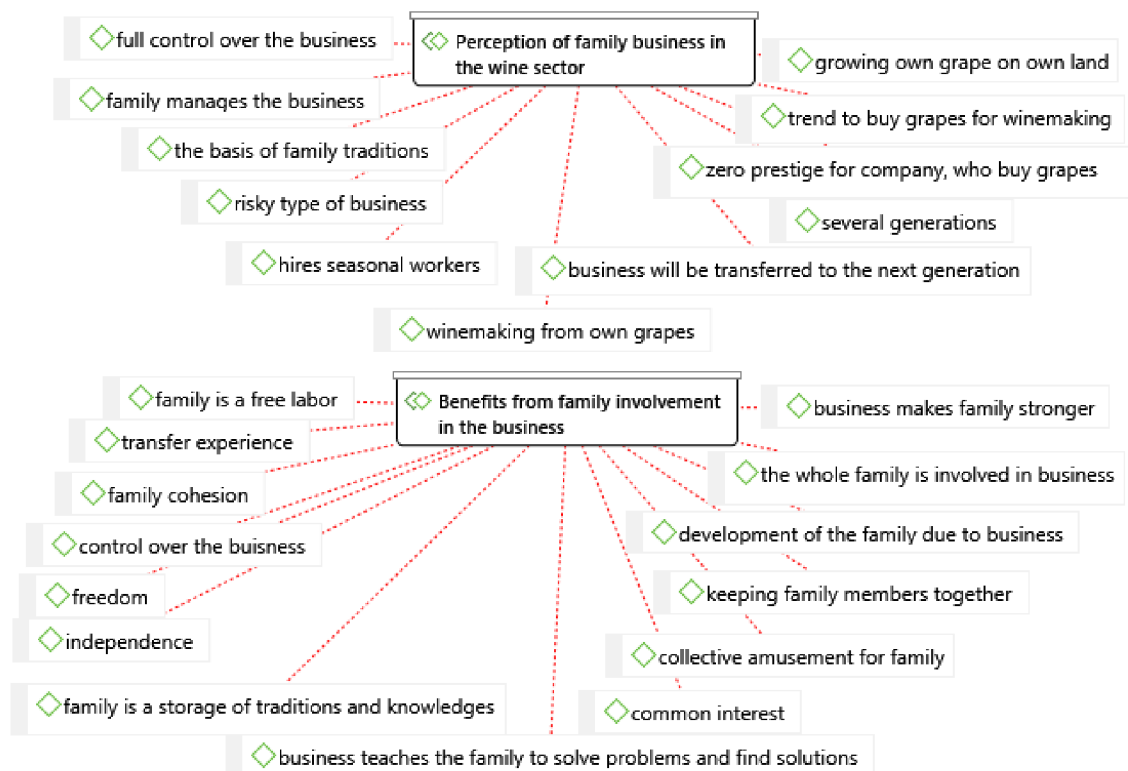 Perception of family business in
the wine sector
full control over the business
family manages the business
the basis of family traditions
risky type of business
hires seasonal workers
winemaking from own grapes
growing own grape on own land
trend to buy grapes for winemaking
zero prestige for company, who buy grapes
several generations
business will be transferred to the next generation
Benefits from family involvement
in the business
family is a free labor
transfer experience
family cohesion
control over the buisness
freedom
independence
family is a storage of traditions and knowledges
business teaches the family to solve problems and find solutions
business makes family stronger
the whole family is involved in business
development of the family due to business
keeping family members together
collective amusement for family
common interest